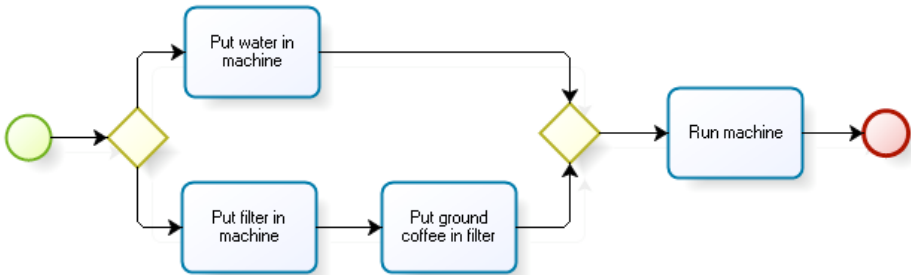 Put water in
machine
Put filter in
machine
Put ground
coffee in filter
Run machine